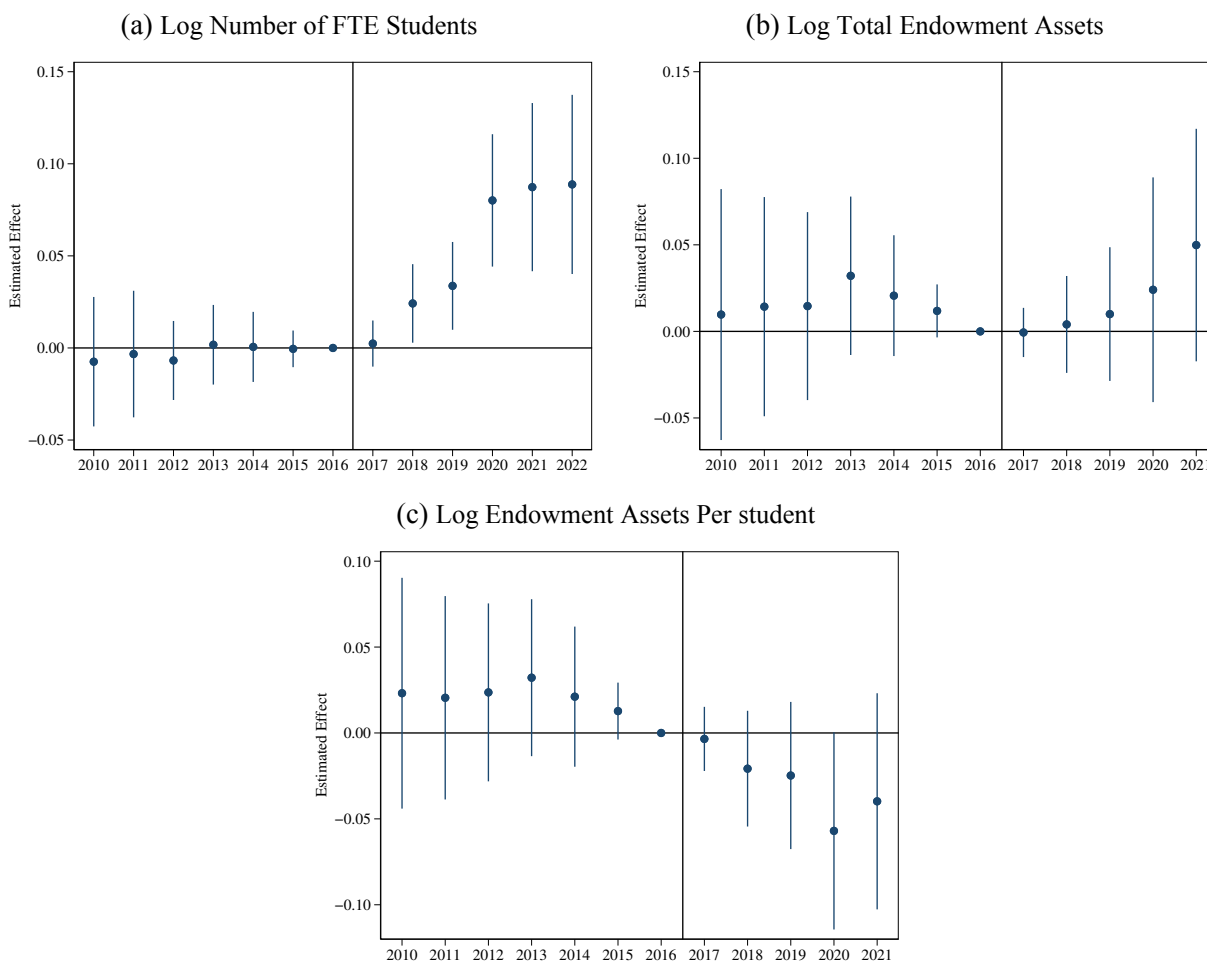 (a) Log Number of FTE Students
0.15
0.10
0.05
0.00
−0.05
Estimated Effect
2010 2011 2012 2013 2014 2015 2016 2017 2018 2019 2020 2021 2022
(b) Log Total Endowment Assets
0.15
0.10
0.05
0.00
−0.05
Estimated Effect
2010 2011 2012 2013 2014 2015 2016 2017 2018 2019 2020 2021
(c) Log Endowment Assets Per student
0.10
0.05
0.00
−0.05
−0.10
Estimated Effect
2010 2011 2012 2013 2014 2015 2016 2017 2018 2019 2020 2021